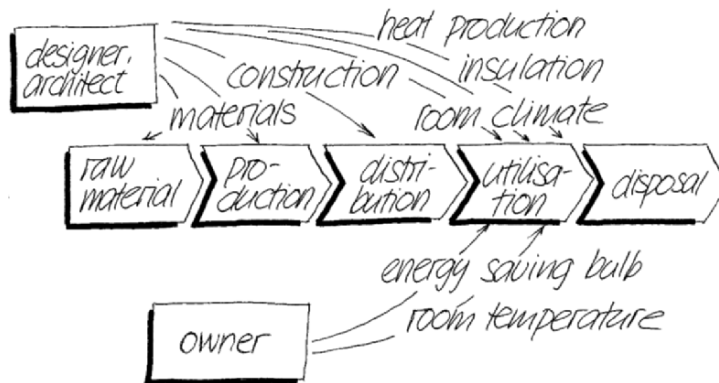 heat production
designer,
architect
construction
insulation
materials
room climate
raw
material
pro-
duction
distri-
bution
utilisa-
tion
disposal
energy saving bulb
room temperature
owner